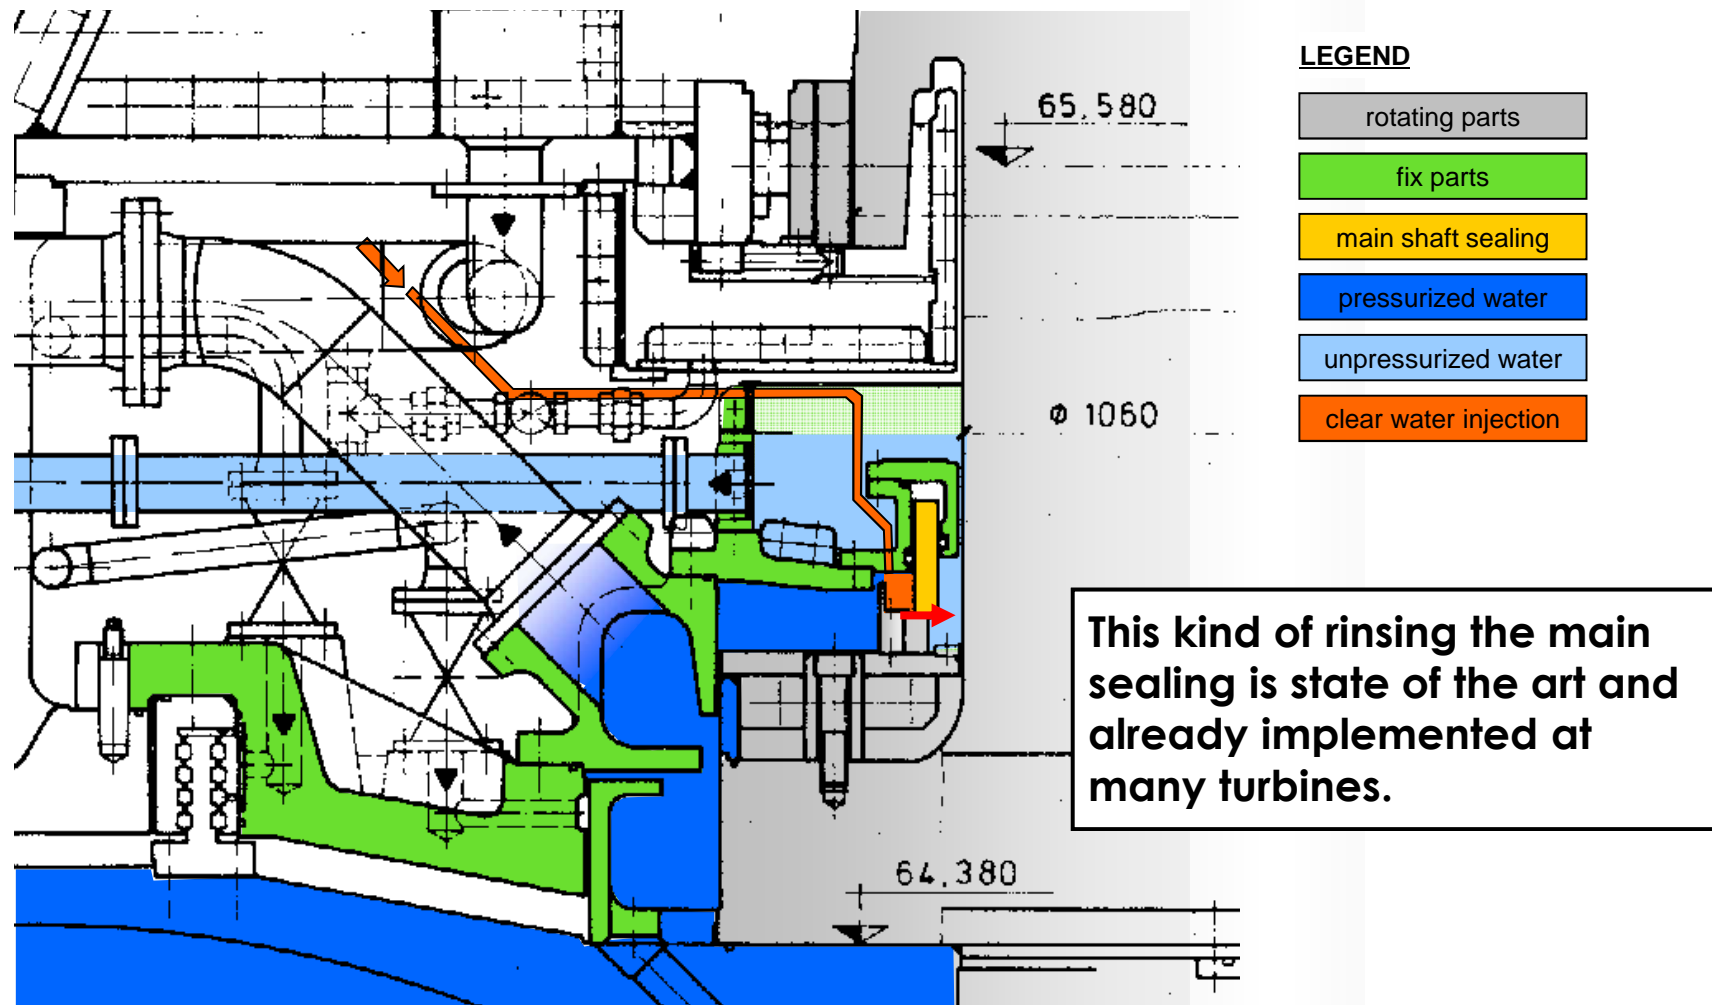 LEGEND
65.580
rotating parts
fix parts
main shaft sealing
pressurized water
unpressurized water
clear water injection
Φ 1060
This kind of rinsing the main
sealing is state of the art and
already implemented at
many turbines.
64.380